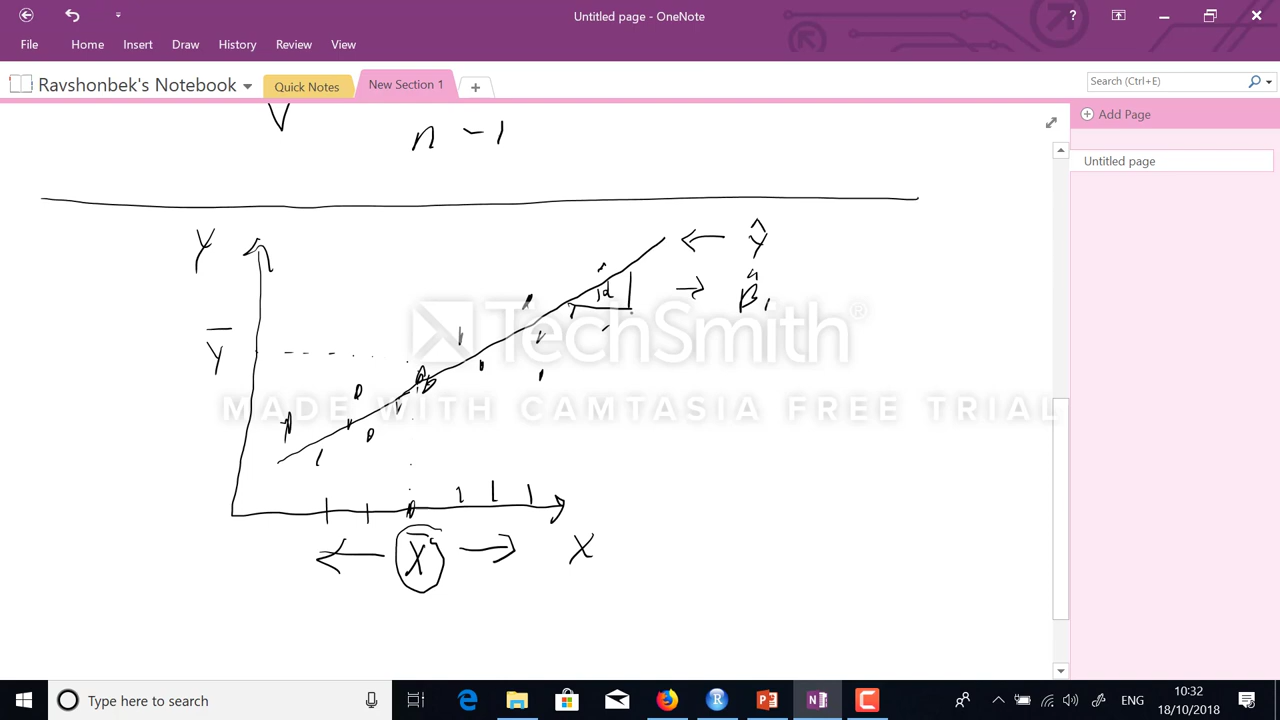 Untitled page - OneNote
?
File Home Insert Draw History Review View
Ravshonbek's Notebook Quick Notes New Section 1 +
Search (Ctrl+E)
Add Page
Untitled page
n - 1
Y
Ŷ
β̂1
Y̅
TechSmith
MADE WITH CAMTASIA FREE TRIAL
X̅
X
Type here to search
ENG
10:32
18/10/2018